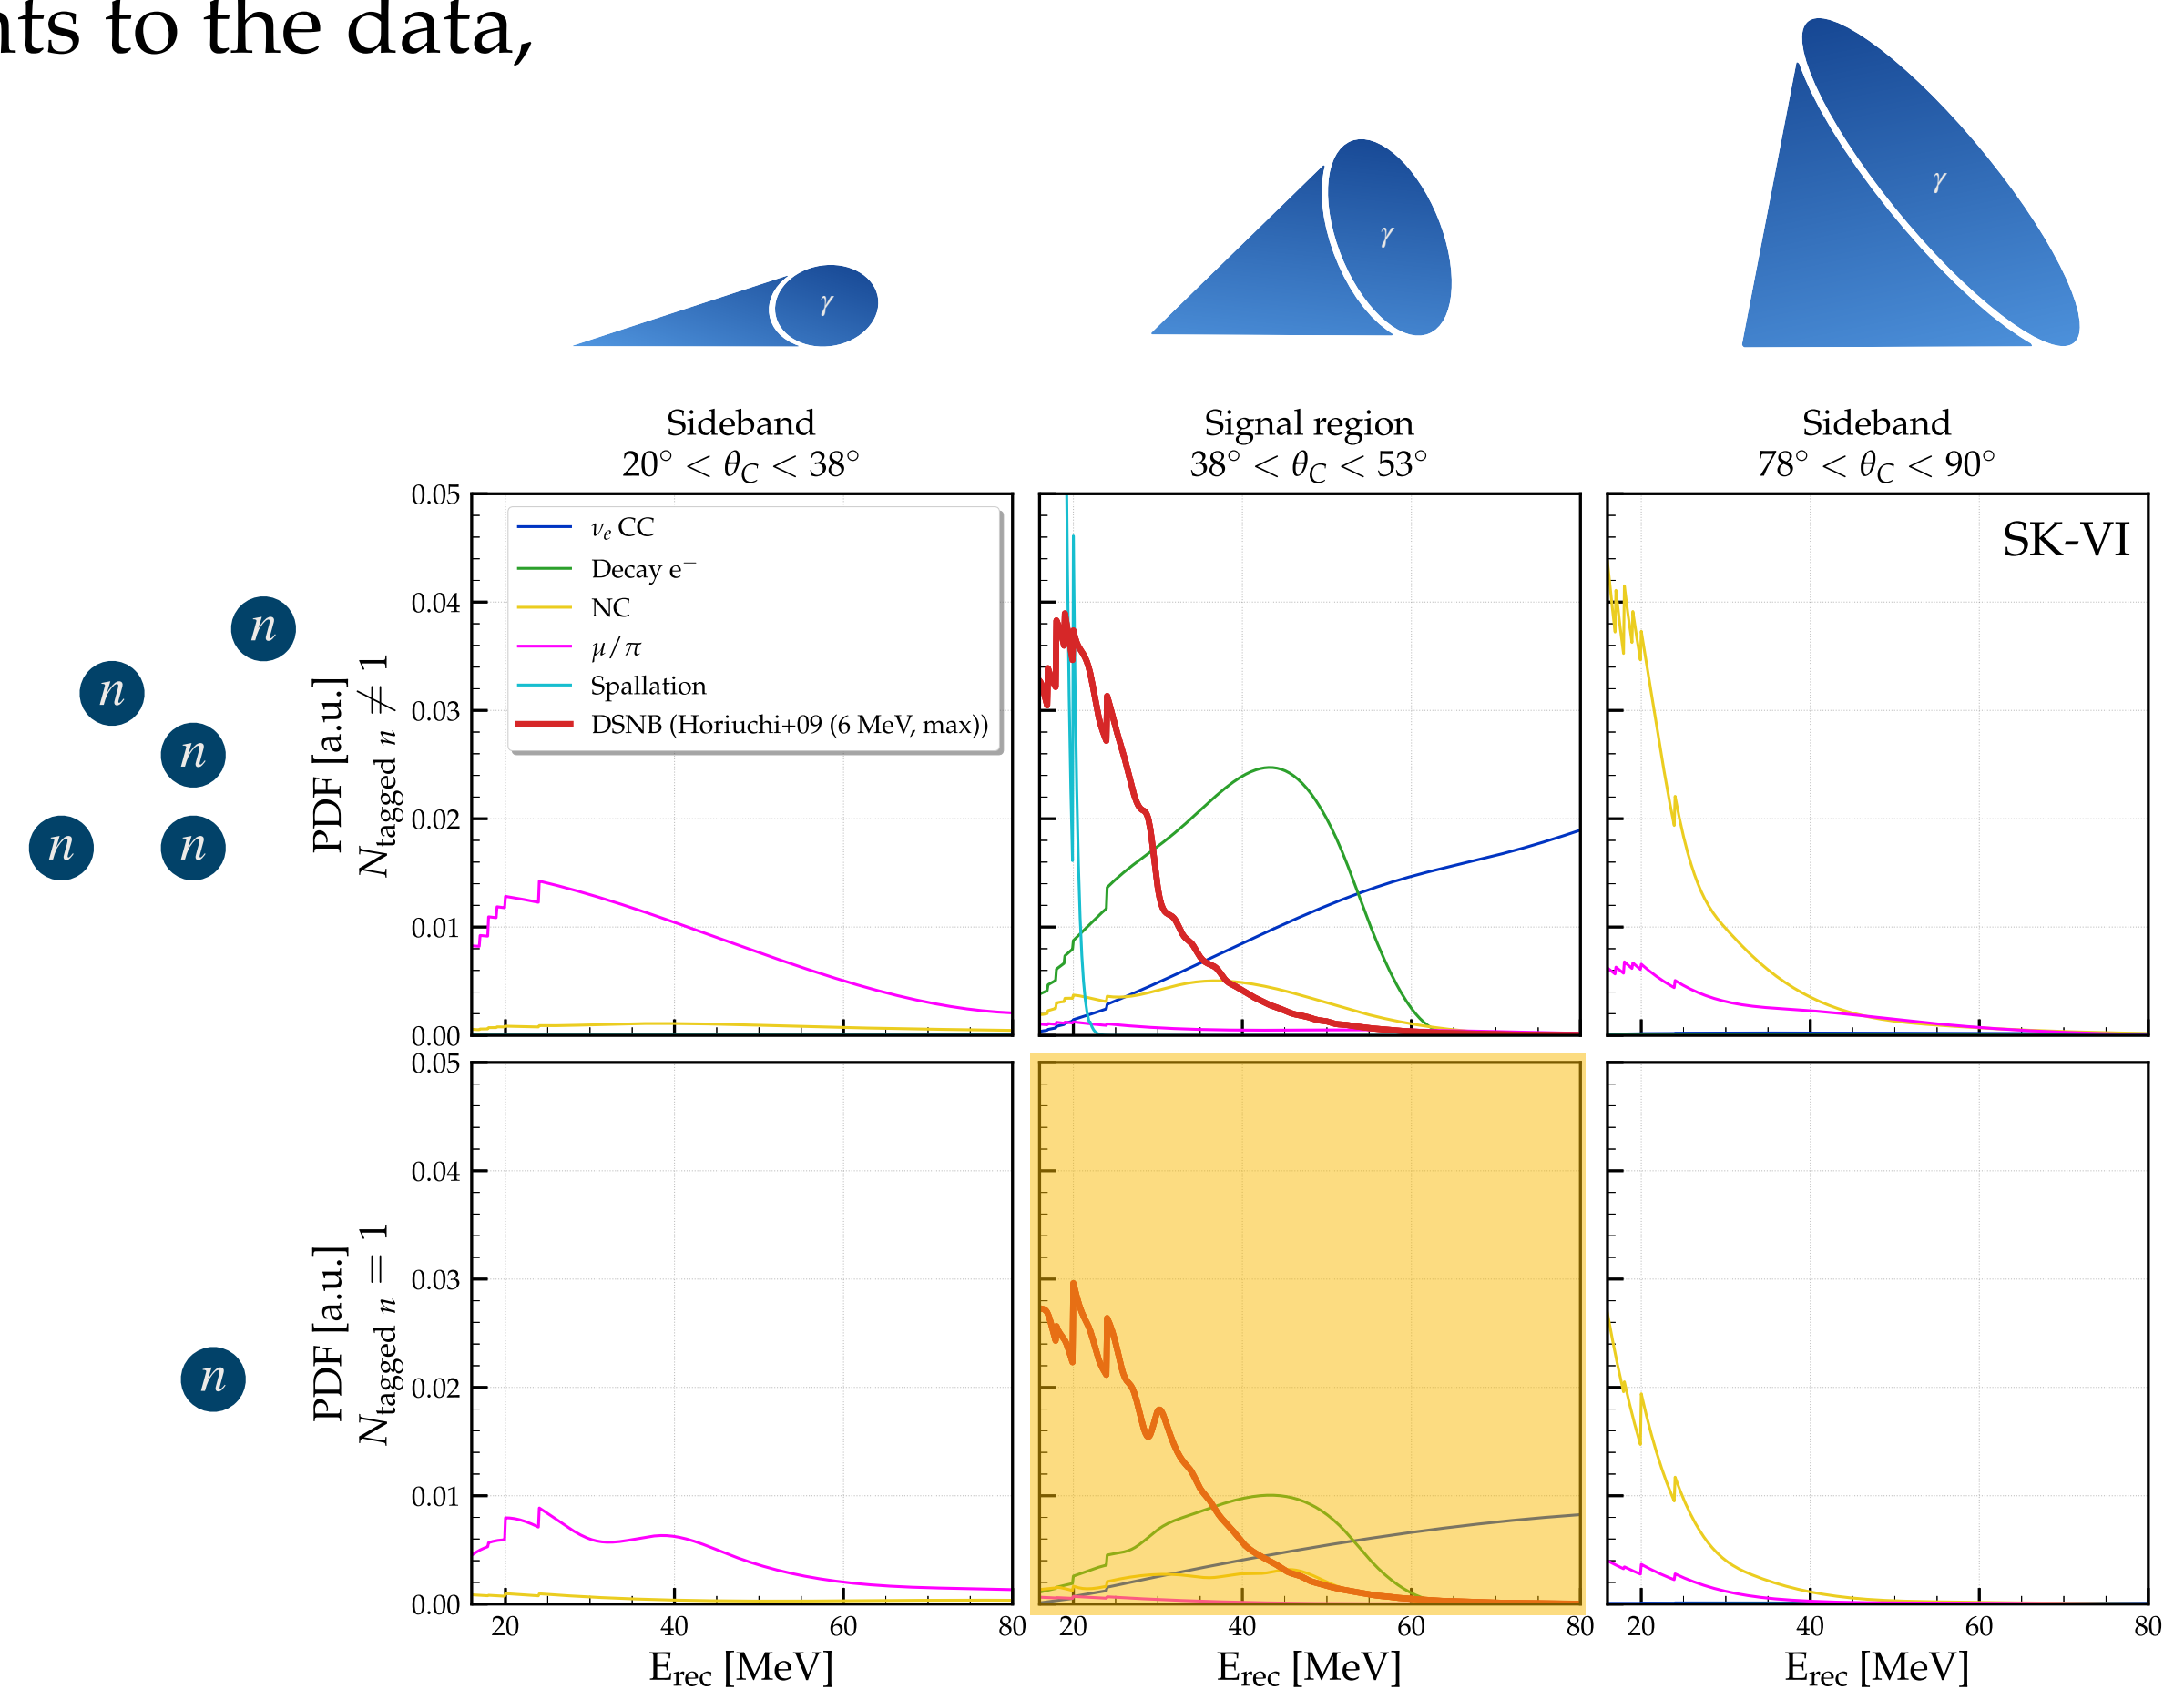 nts to the data,
γ
γ
γ
Sideband
20° < θC < 38°
Signal region
38° < θC < 53°
Sideband
78° < θC < 90°
SK-VI
νe CC
Decay e−
NC
μ/π
Spallation
DSNB (Horiuchi+09 (6 MeV, max))
n
n
n
n
n
PDF [a.u.]
Ntagged n ≠ 1
0.05
0.04
0.03
0.02
0.01
0.00
n
PDF [a.u.]
Ntagged n = 1
0.05
0.04
0.03
0.02
0.01
0.00
20 40 60 80
20 40 60 80
20 40 60 80
Erec [MeV]
Erec [MeV]
Erec [MeV]